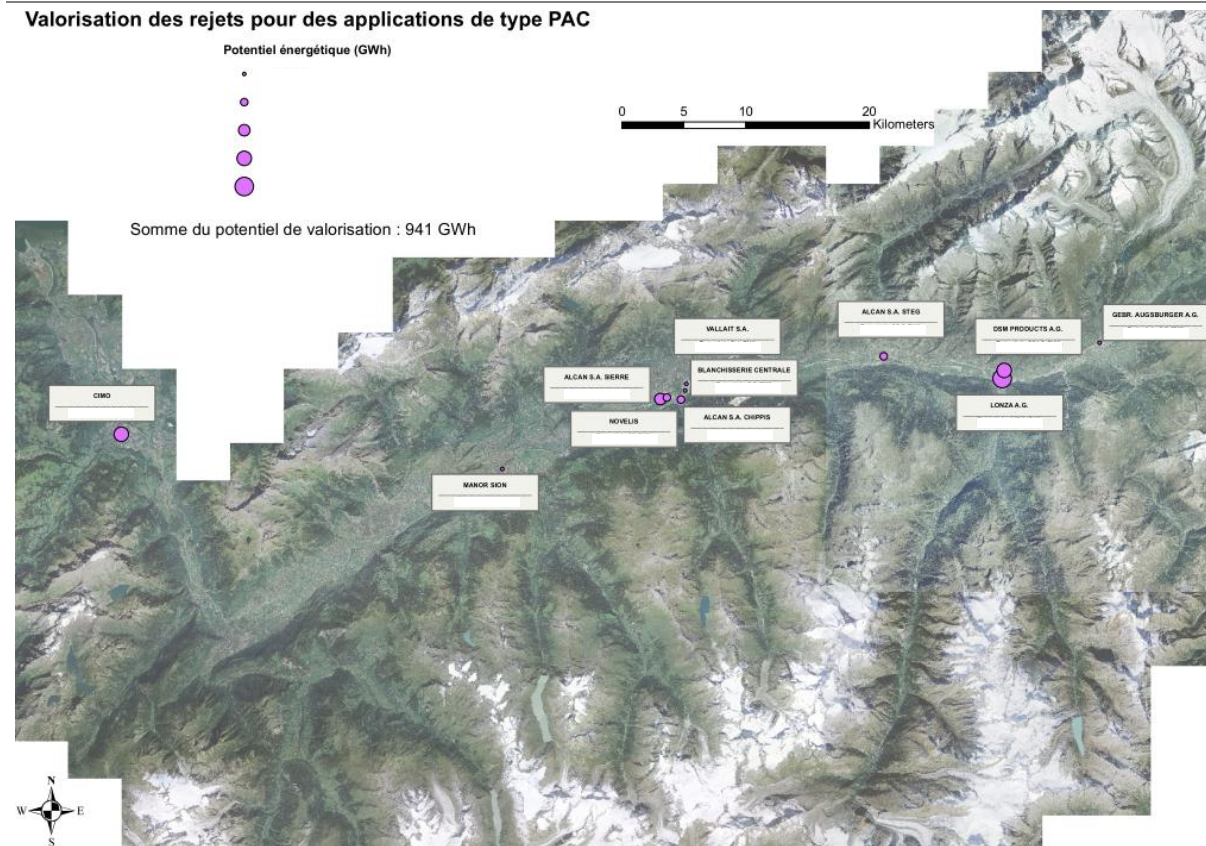 Valorisation des rejets pour des applications de type PAC
Potentiel énergétique (GWh)
0 5 10 20
Kilometers
Somme du potentiel de valorisation : 941 GWh
ALCAN S.A. STEG
GEBR. AUGSBURGER A.G.
VALLAIT S.A.
DSM PRODUCTS A.G.
ALCAN S.A. SIERRE
BLANCHISSERIE CENTRALE
CIMO
NOVELIS
ALCAN S.A. CHIPPIS
LONZA A.G.
MANOR SION
N
W E
S